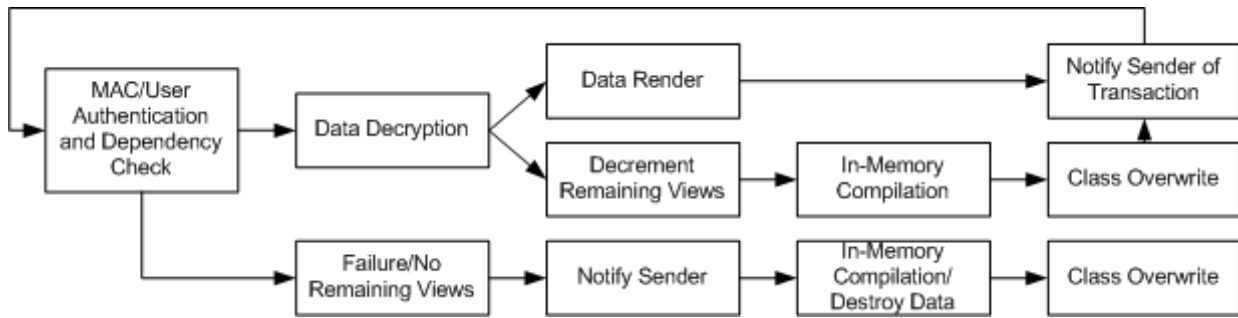 MAC/User
Authentication
and Dependency
Check
Data Decryption
Data Render
Notify Sender of
Transaction
Decrement
Remaining Views
In-Memory
Compilation
Class Overwrite
Failure/No
Remaining Views
Notify Sender
In-Memory
Compilation/
Destroy Data
Class Overwrite